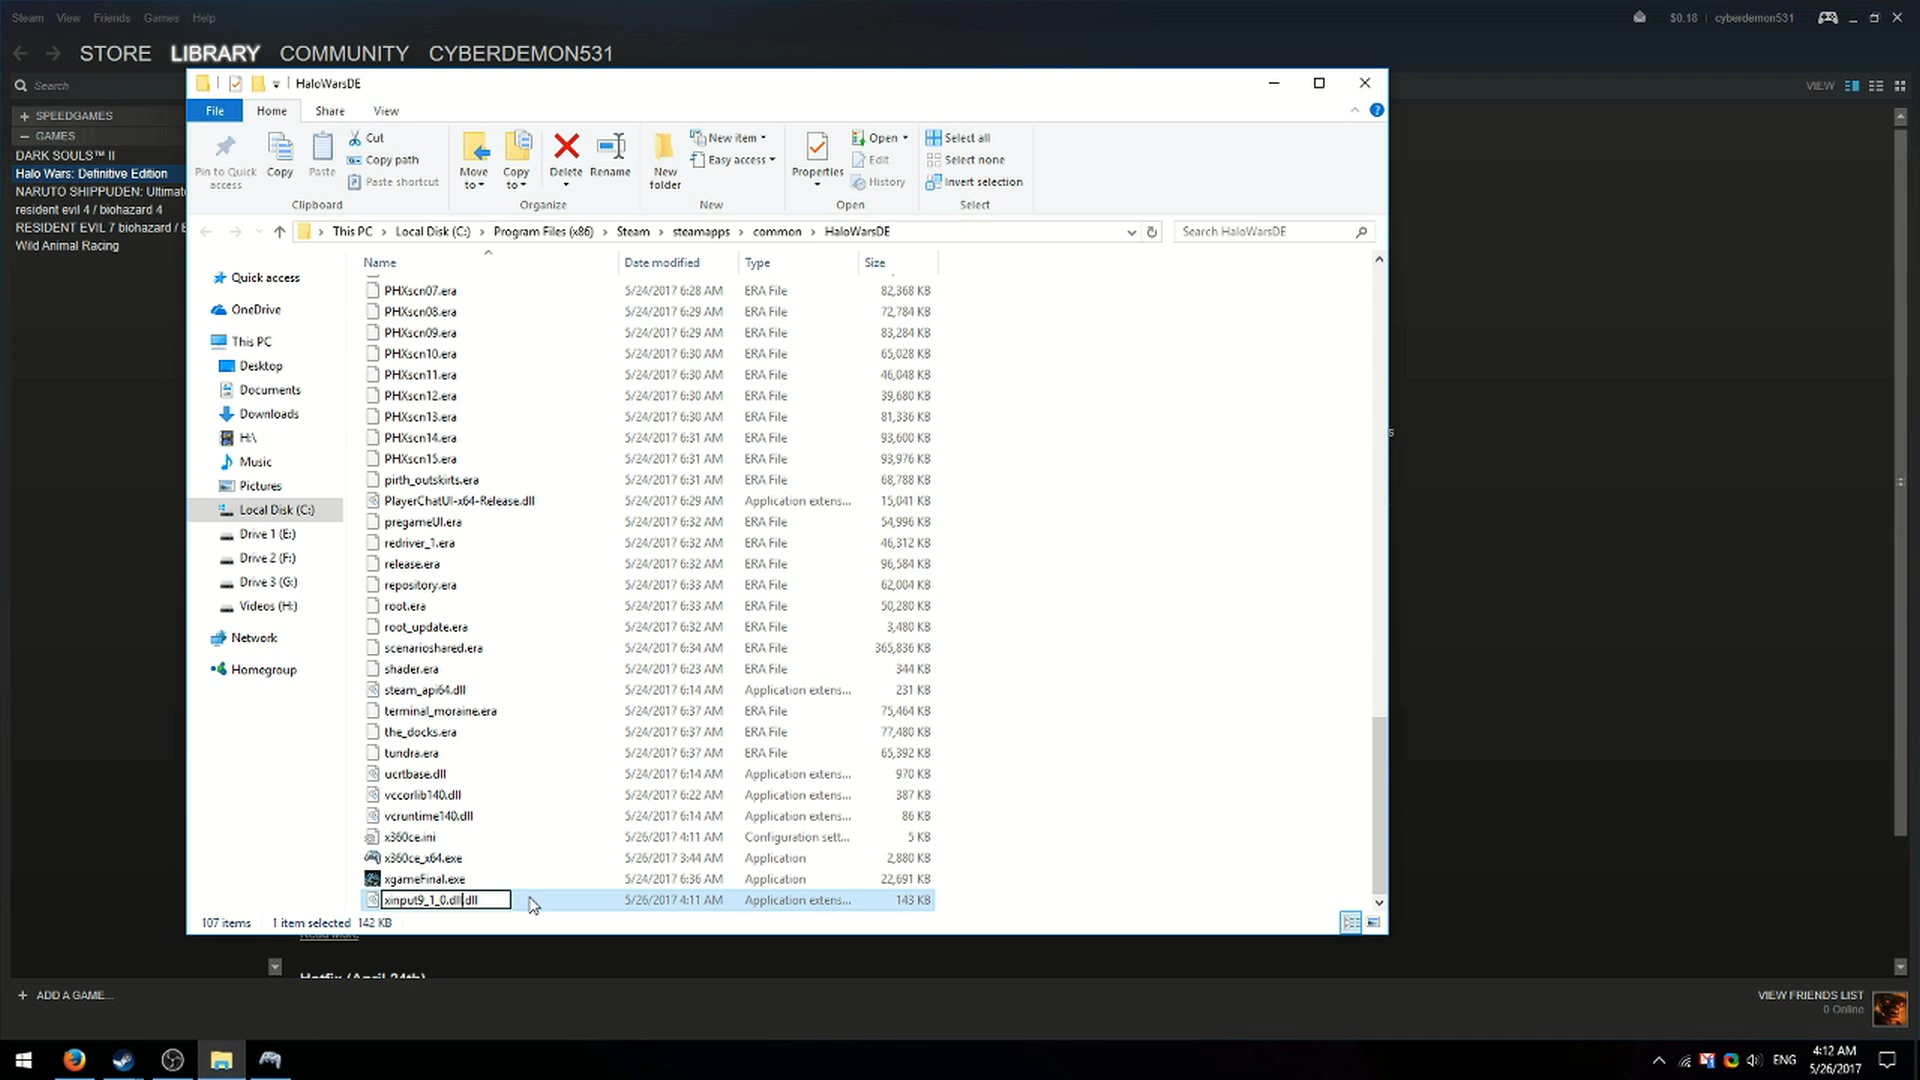 Steam View Friends Games Help
$0.18 | cyberdemon531
STORE LIBRARY COMMUNITY CYBERDEMON531
Search
VIEW
+ SPEEDGAMES
– GAMES
DARK SOULS™ II
Halo Wars: Definitive Edition
NARUTO SHIPPUDEN: Ultimate
resident evil 4 / biohazard 4
RESIDENT EVIL 7 biohazard /
Wild Animal Racing
HaloWarsDE
File Home Share View
Pin to Quick access
Copy
Paste
Cut
Copy path
Paste shortcut
Clipboard
Move to
Copy to
Delete
Rename
Organize
New folder
New item
Easy access
New
Properties
Open
Edit
History
Open
Select all
Select none
Invert selection
Select
This PC > Local Disk (C:) > Program Files (x86) > Steam > steamapps > common > HaloWarsDE
Search HaloWarsDE
Quick access
OneDrive
This PC
Desktop
Documents
Downloads
H:\
Music
Pictures
Local Disk (C:)
Drive 1 (E:)
Drive 2 (F:)
Drive 3 (G:)
Videos (H:)
Network
Homegroup
Name Date modified Type Size
PHXscn07.era 5/24/2017 6:28 AM ERA File 82,368 KB
PHXscn08.era 5/24/2017 6:29 AM ERA File 72,784 KB
PHXscn09.era 5/24/2017 6:29 AM ERA File 83,284 KB
PHXscn10.era 5/24/2017 6:30 AM ERA File 65,028 KB
PHXscn11.era 5/24/2017 6:30 AM ERA File 46,048 KB
PHXscn12.era 5/24/2017 6:30 AM ERA File 39,680 KB
PHXscn13.era 5/24/2017 6:30 AM ERA File 81,336 KB
PHXscn14.era 5/24/2017 6:31 AM ERA File 93,600 KB
PHXscn15.era 5/24/2017 6:31 AM ERA File 93,976 KB
pirth_outskirts.era 5/24/2017 6:31 AM ERA File 68,788 KB
PlayerChatUI-x64-Release.dll 5/24/2017 6:29 AM Application extens... 15,041 KB
pregameUI.era 5/24/2017 6:32 AM ERA File 54,996 KB
redriver_1.era 5/24/2017 6:32 AM ERA File 46,312 KB
release.era 5/24/2017 6:32 AM ERA File 96,584 KB
repository.era 5/24/2017 6:33 AM ERA File 62,004 KB
root.era 5/24/2017 6:33 AM ERA File 50,280 KB
root_update.era 5/24/2017 6:32 AM ERA File 3,480 KB
scenarioshared.era 5/24/2017 6:34 AM ERA File 365,836 KB
shader.era 5/24/2017 6:23 AM ERA File 344 KB
steam_api64.dll 5/24/2017 6:14 AM Application extens... 231 KB
terminal_moraine.era 5/24/2017 6:37 AM ERA File 75,464 KB
the_docks.era 5/24/2017 6:37 AM ERA File 77,480 KB
tundra.era 5/24/2017 6:37 AM ERA File 65,392 KB
ucrtbase.dll 5/24/2017 6:14 AM Application extens... 970 KB
vccorlib140.dll 5/24/2017 6:22 AM Application extens... 387 KB
vcruntime140.dll 5/24/2017 6:14 AM Application extens... 86 KB
x360ce.ini 5/26/2017 4:11 AM Configuration sett... 5 KB
x360ce_x64.exe 5/26/2017 3:44 AM Application 2,880 KB
xgameFinal.exe 5/24/2017 6:36 AM Application 22,691 KB
xinput9_1_0.dll.dll 5/26/2017 4:11 AM Application extens... 143 KB
107 items 1 item selected 142 KB
Hotfix (April 24th)
+ ADD A GAME...
VIEW FRIENDS LIST
0 Online
ENG
4:12 AM
5/26/2017